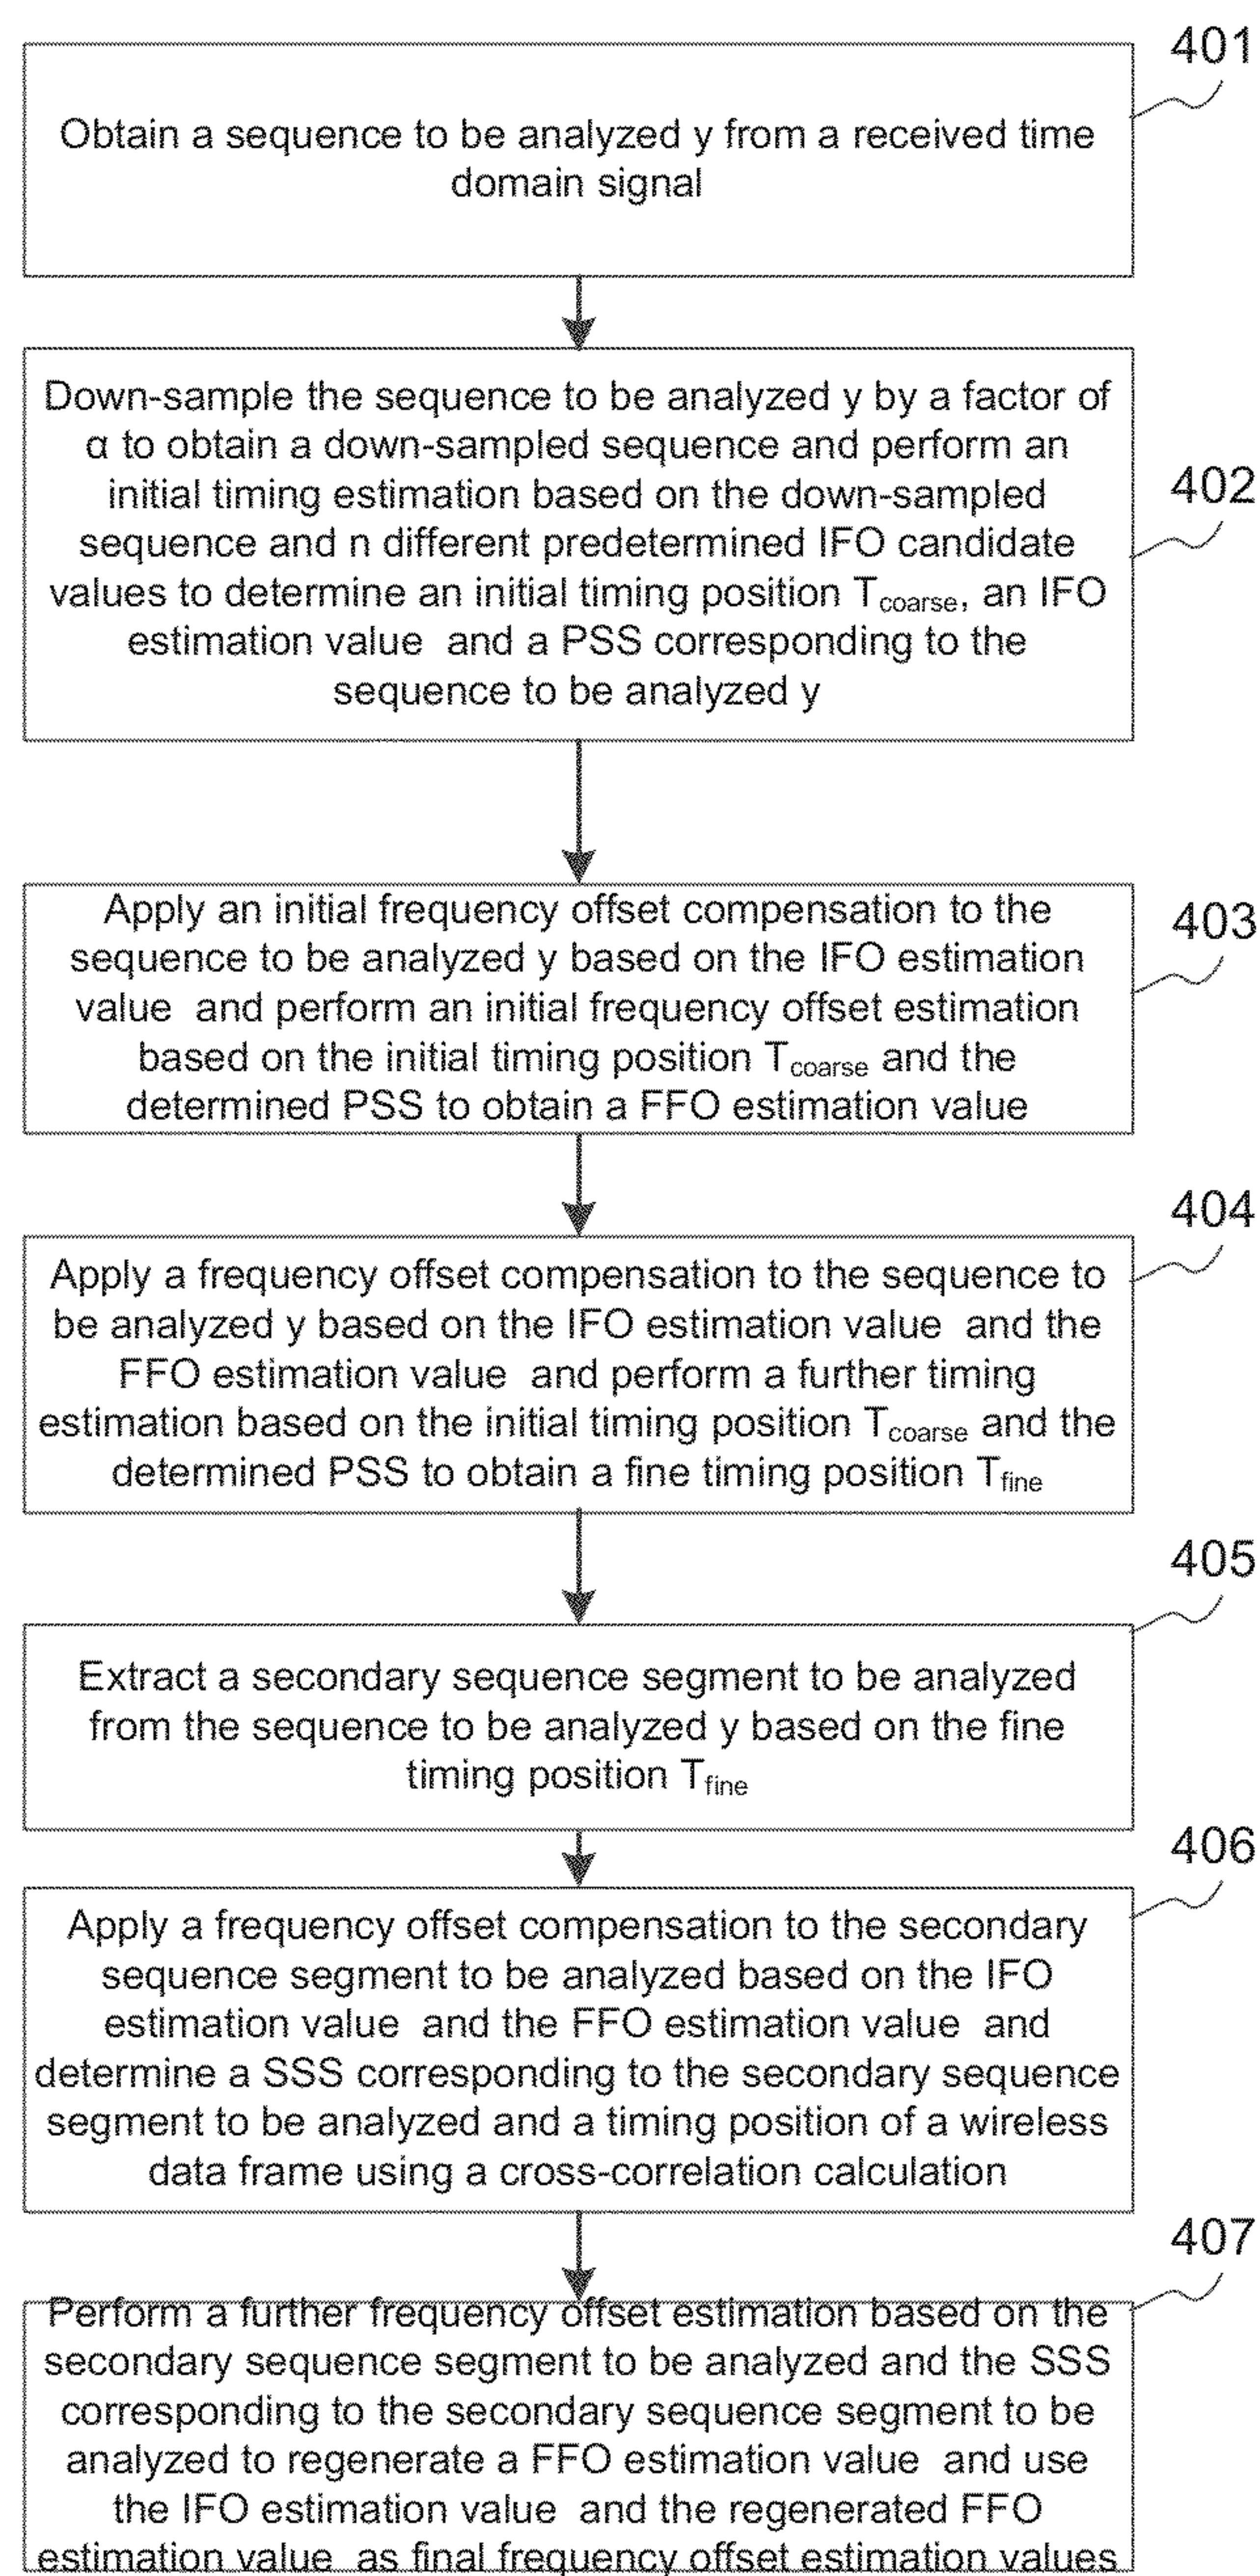 401
Obtain a sequence to be analyzed y from a received time
domain signal
402
Down-sample the sequence to be analyzed y by a factor of
α to obtain a down-sampled sequence and perform an
initial timing estimation based on the down-sampled
sequence and n different predetermined IFO candidate
values to determine an initial timing position Tcoarse, an IFO
estimation value and a PSS corresponding to the
sequence to be analyzed y
403
Apply an initial frequency offset compensation to the
sequence to be analyzed y based on the IFO estimation
value and perform an initial frequency offset estimation
based on the initial timing position Tcoarse and the
determined PSS to obtain a FFO estimation value
404
Apply a frequency offset compensation to the sequence to
be analyzed y based on the IFO estimation value and the
FFO estimation value and perform a further timing
estimation based on the initial timing position Tcoarse and the
determined PSS to obtain a fine timing position Tfine
405
Extract a secondary sequence segment to be analyzed
from the sequence to be analyzed y based on the fine
timing position Tfine
406
Apply a frequency offset compensation to the secondary
sequence segment to be analyzed based on the IFO
estimation value and the FFO estimation value and
determine a SSS corresponding to the secondary sequence
segment to be analyzed and a timing position of a wireless
data frame using a cross-correlation calculation
407
Perform a further frequency offset estimation based on the
secondary sequence segment to be analyzed and the SSS
corresponding to the secondary sequence segment to be
analyzed to regenerate a FFO estimation value and use
the IFO estimation value and the regenerated FFO
estimation value as final frequency offset estimation values